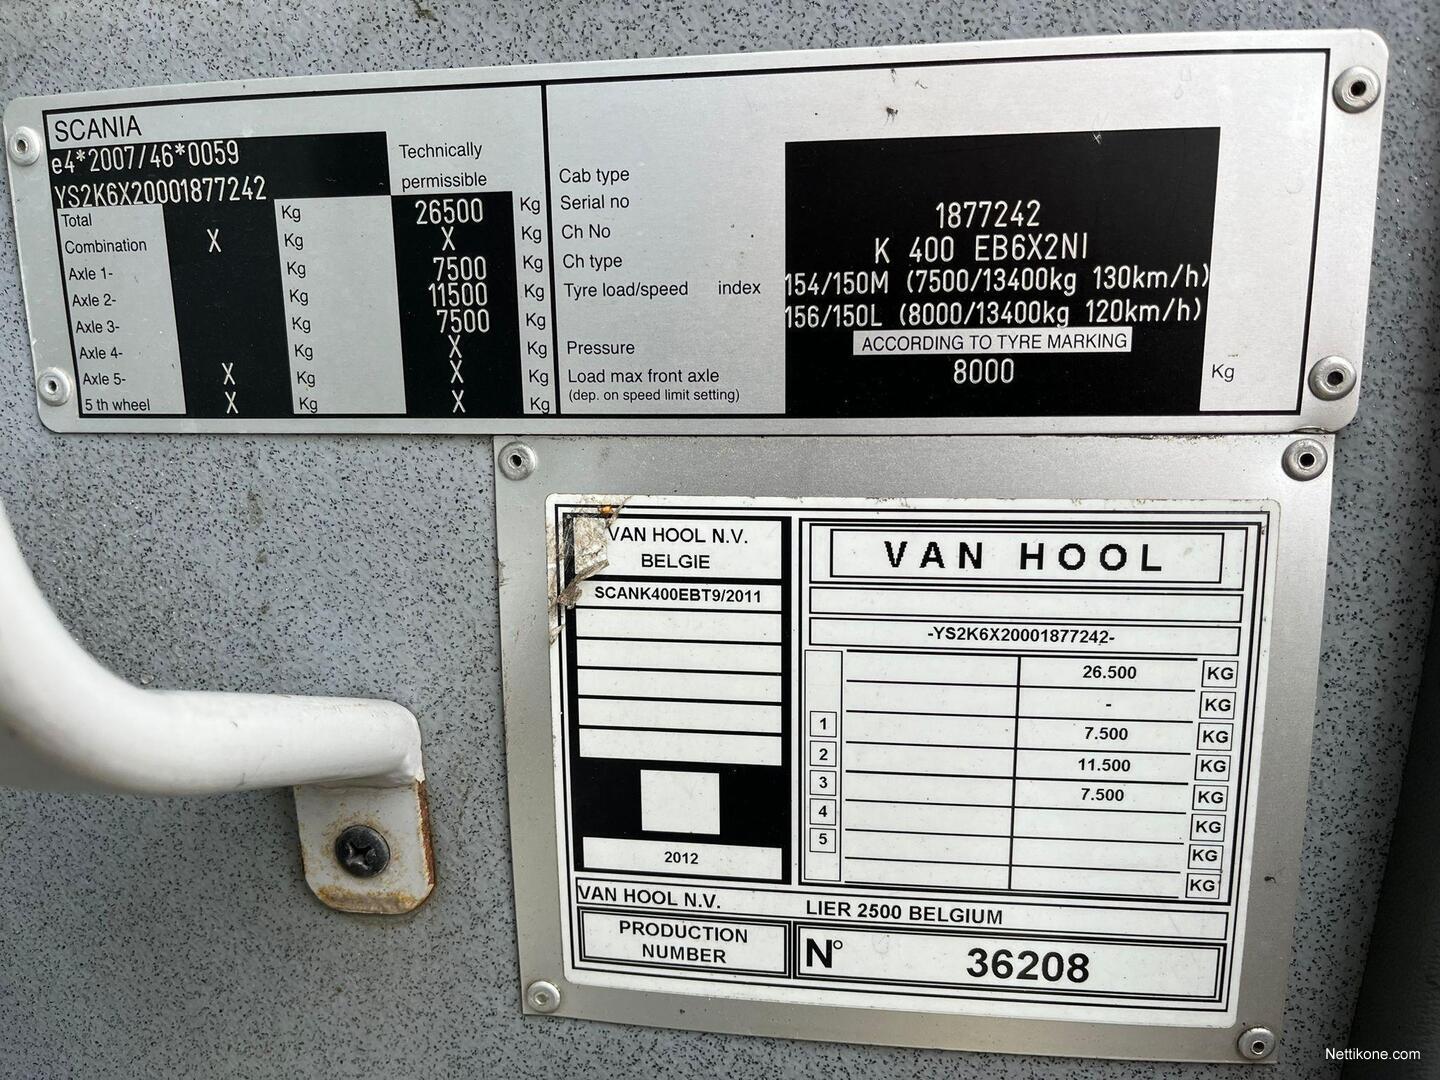 SCANIA
e4*2007/46*0059
YS2K6X20001877242
Technically
permissible
Total Kg 26500 Kg
Combination X Kg X Kg
Axle 1- Kg 7500 Kg
Axle 2- Kg 11500 Kg
Axle 3- Kg 7500 Kg
Axle 4- Kg X Kg
Axle 5- X Kg X Kg
5 th wheel X Kg X Kg
Cab type
Serial no 1877242
Ch No
Ch type K 400 EB6X2NI
Tyre load/speed index 154/150M (7500/13400kg 130km/h)
156/150L (8000/13400kg 120km/h)
Pressure ACCORDING TO TYRE MARKING
Load max front axle 8000 Kg
(dep. on speed limit setting)
VAN HOOL N.V.
BELGIE
SCANK400EBT9/2011
2012
VAN HOOL
-YS2K6X20001877242-
26.500 KG
- KG
1 7.500 KG
2 11.500 KG
3 7.500 KG
4 KG
5 KG
KG
VAN HOOL N.V. LIER 2500 BELGIUM
PRODUCTION
NUMBER
N° 36208
Nettikone.com